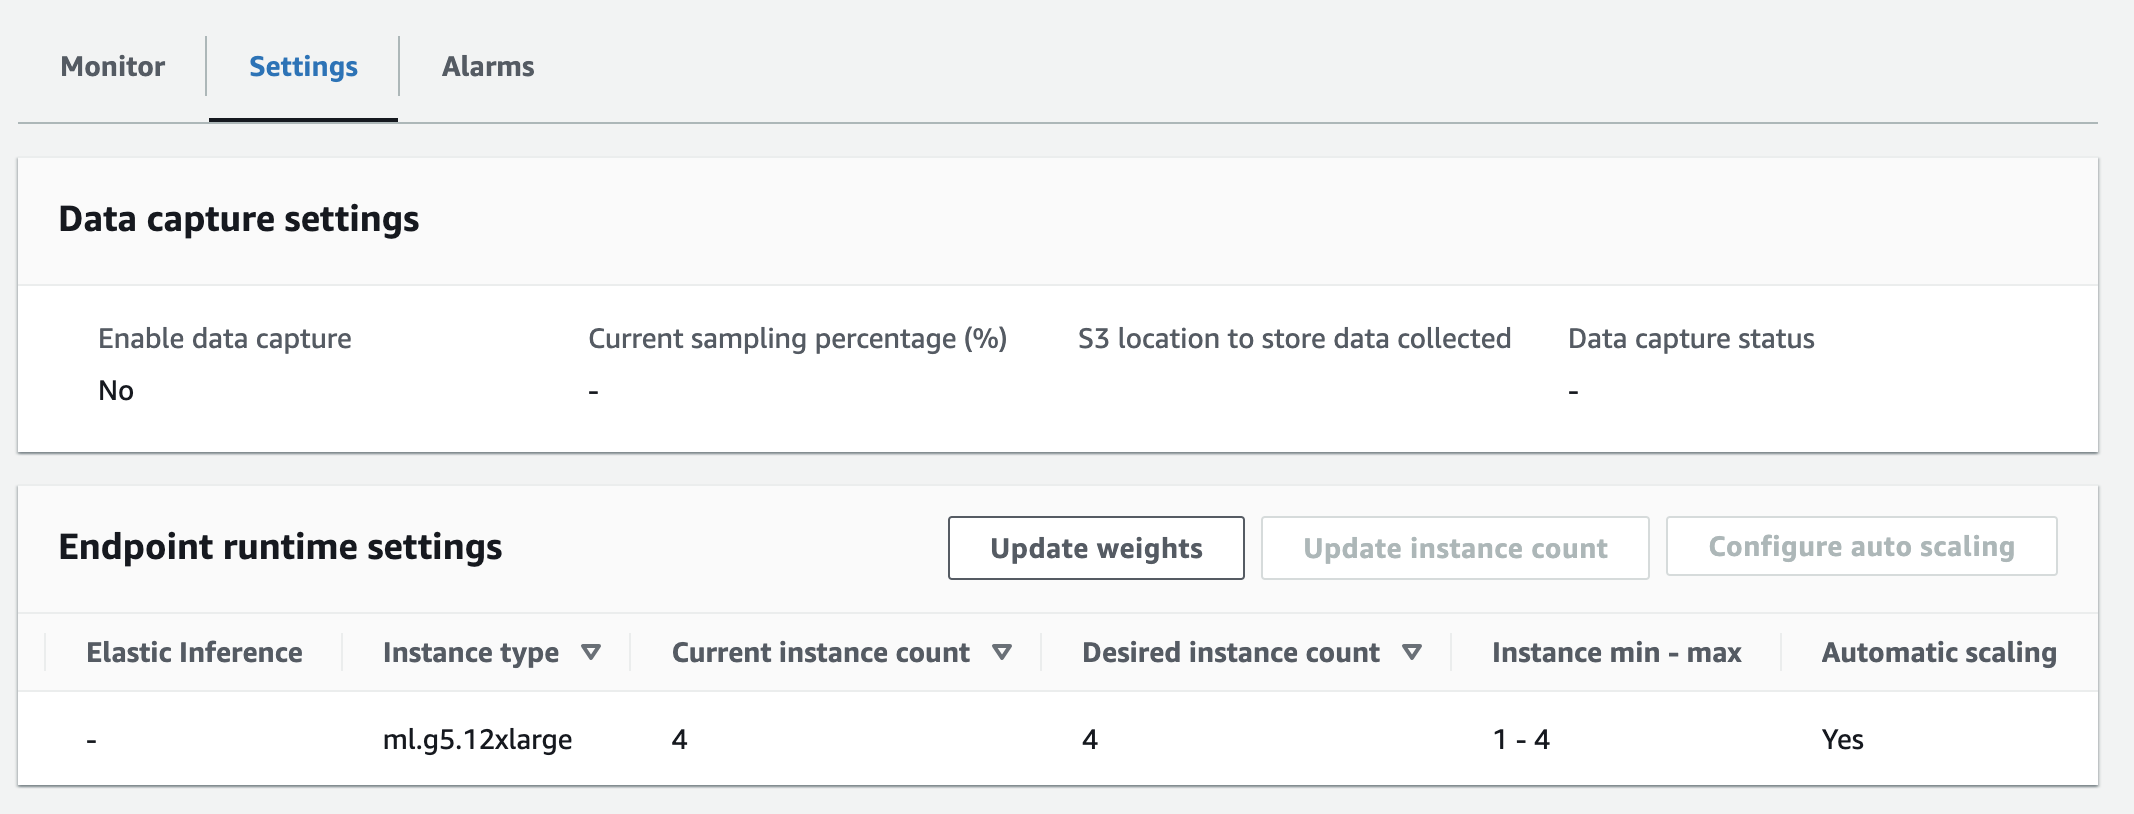 Monitor Settings Alarms
Data capture settings
Enable data capture Current sampling percentage (%) S3 location to store data collected Data capture status
No - -
Endpoint runtime settings Update weights Update instance count Configure auto scaling
Elastic Inference Instance type Current instance count Desired instance count Instance min - max Automatic scaling
- ml.g5.12xlarge 4 4 1 - 4 Yes